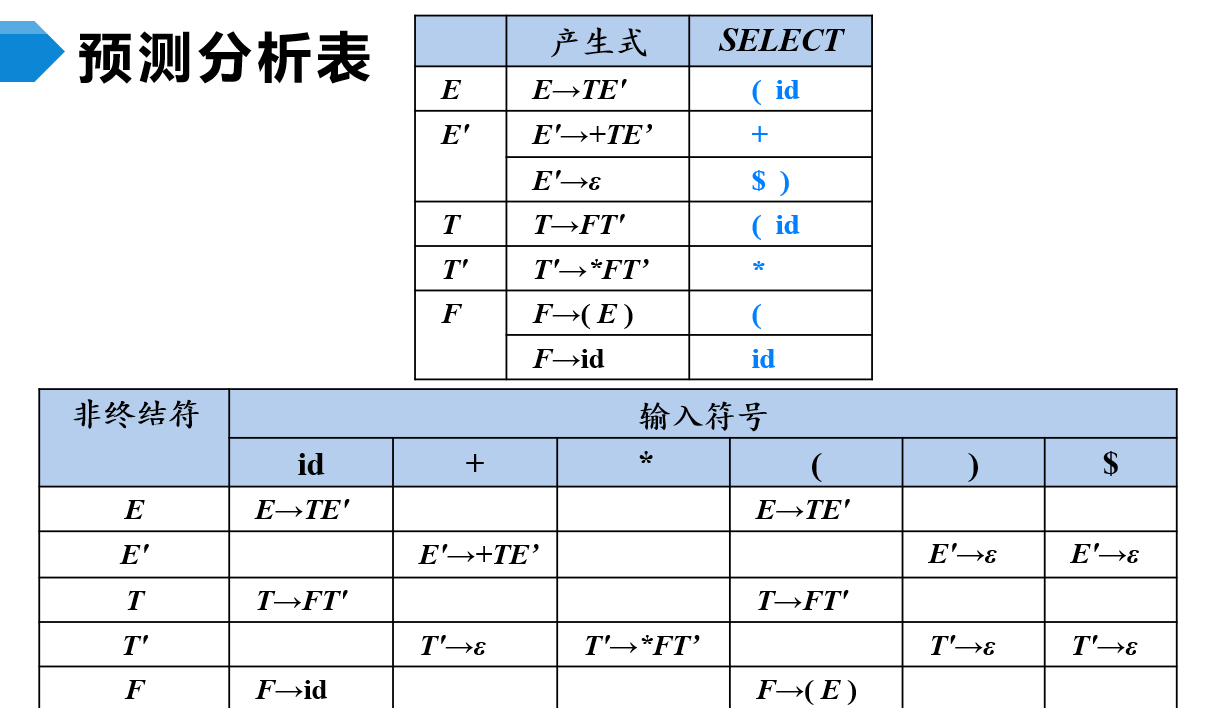 预测分析表
产生式 SELECT
E E→TE′ ( id
E′ E′→+TE’ +
E′→ε $ )
T T→FT′ ( id
T′ T′→*FT’ *
F F→( E ) (
F→id id
非终结符 输入符号
id + * ( ) $
E E→TE′ E→TE′
E′ E′→+TE’ E′→ε E′→ε
T T→FT′ T→FT′
T′ T′→ε T′→*FT’ T′→ε T′→ε
F F→id F→( E )